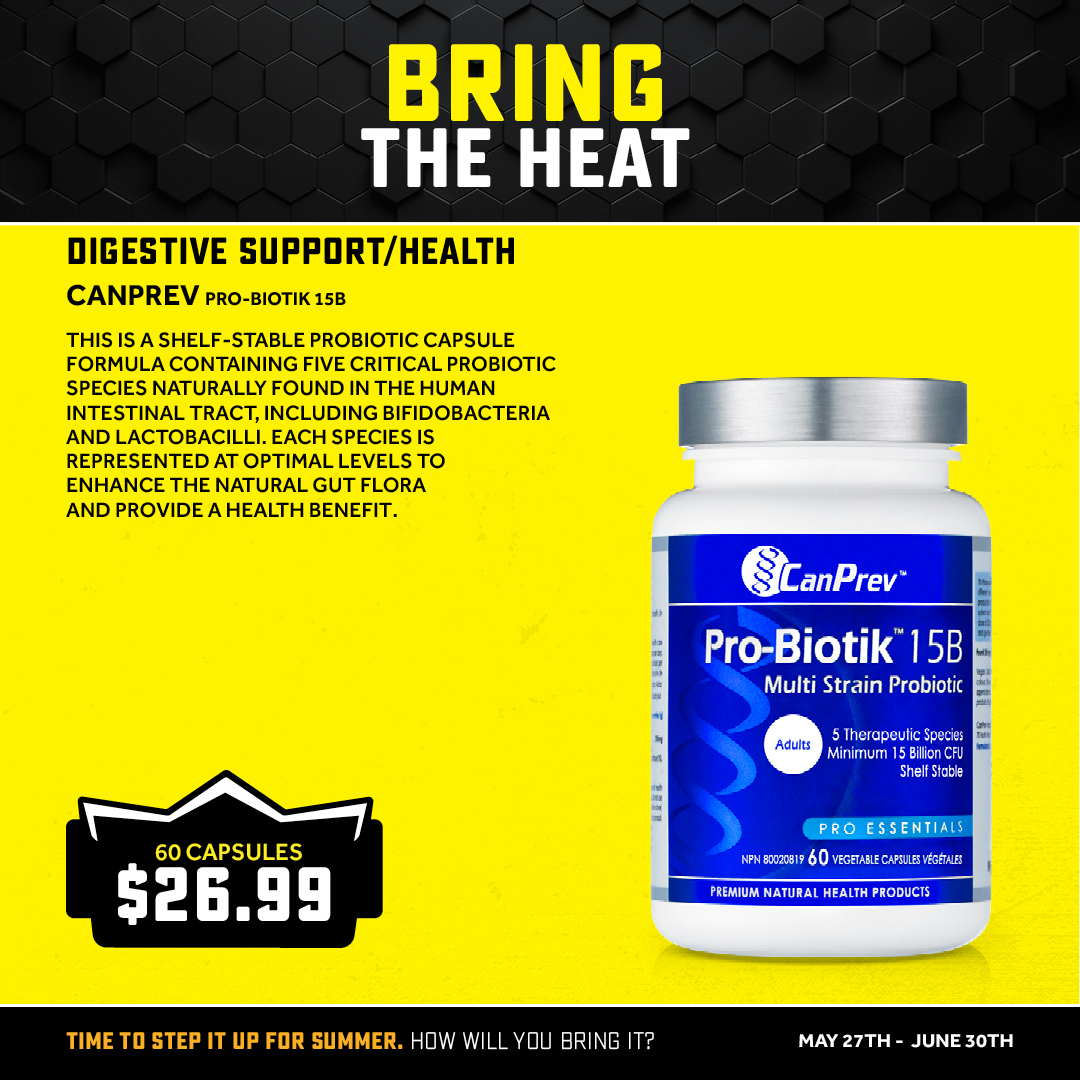 BRING
THE HEAT
DIGESTIVE SUPPORT/HEALTH
CANPREV PRO-BIOTIK 15B
THIS IS A SHELF-STABLE PROBIOTIC CAPSULE
FORMULA CONTAINING FIVE CRITICAL PROBIOTIC
SPECIES NATURALLY FOUND IN THE HUMAN
INTESTINAL TRACT, INCLUDING BIFIDOBACTERIA
AND LACTOBACILLI. EACH SPECIES IS
REPRESENTED AT OPTIMAL LEVELS TO
ENHANCE THE NATURAL GUT FLORA
AND PROVIDE A HEALTH BENEFIT.
CanPrev™
Pro-Biotik™ 15B
Multi Strain Probiotic
Adults
5 Therapeutic Species
Minimum 15 Billion CFU
Shelf Stable
PRO ESSENTIALS
NPN 80020819 60 VEGETABLE CAPSULES VÉGÉTALES
PREMIUM NATURAL HEALTH PRODUCTS
60 CAPSULES
$26.99
TIME TO STEP IT UP FOR SUMMER. HOW WILL YOU BRING IT?
MAY 27TH - JUNE 30TH